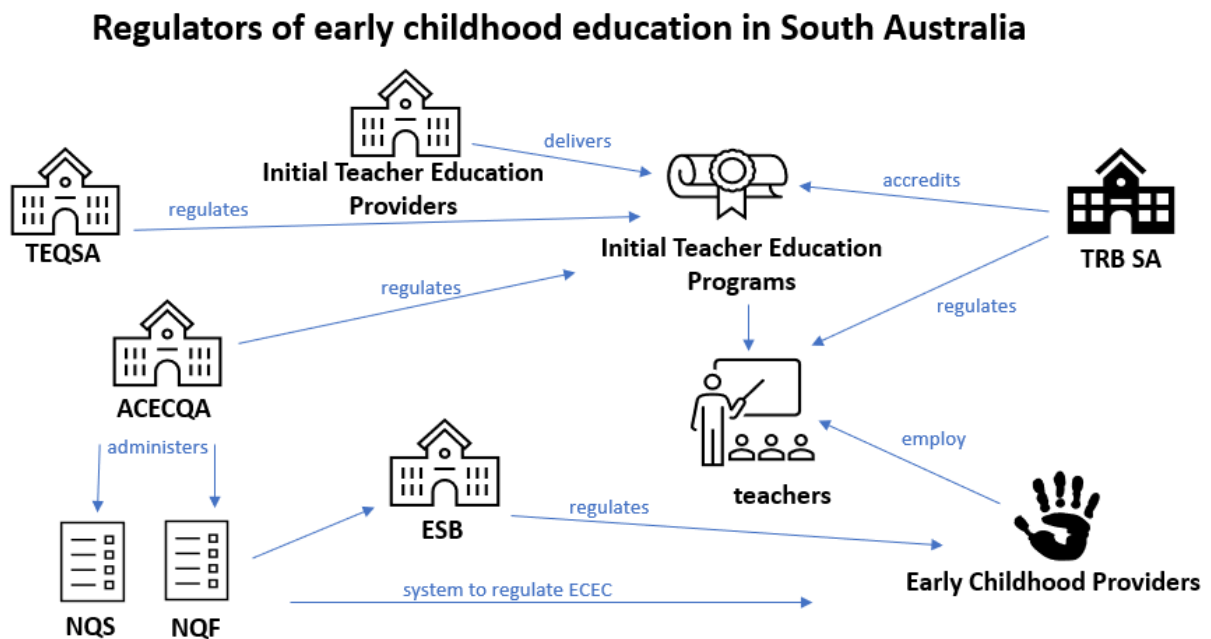 Regulators of early childhood education in South Australia
delivers
Initial Teacher Education
Providers
accredits
regulates
TEQSA
Initial Teacher Education
Programs
TRB SA
regulates
regulates
ACECQA
administers
employ
teachers
ESB
regulates
Early Childhood Providers
system to regulate ECEC
NQS
NQF